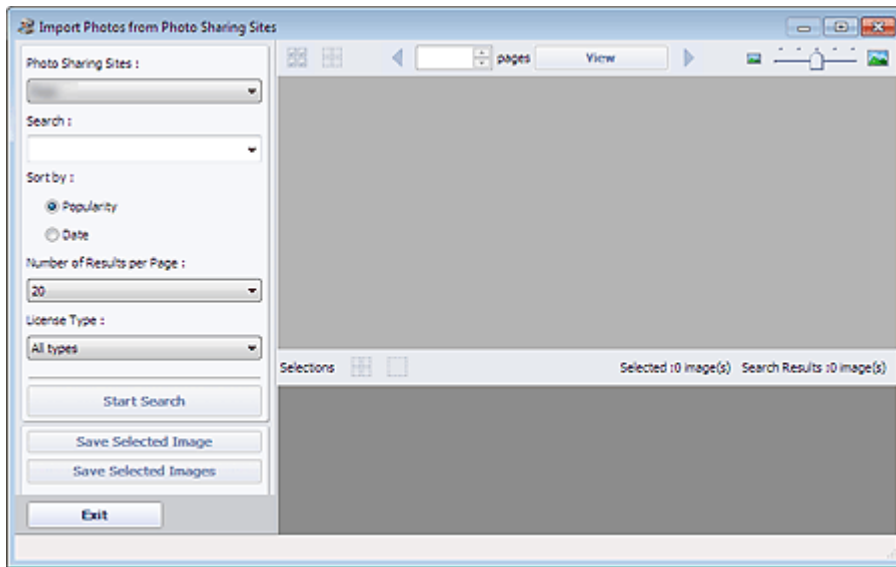 Import Photos from Photo Sharing Sites
Photo Sharing Sites :
Search :
Sort by :
Popularity
Date
Number of Results per Page :
20
License Type :
All types
Start Search
Save Selected Image
Save Selected Images
Exit
pages View
Selections Selected :0 image(s) Search Results :0 image(s)